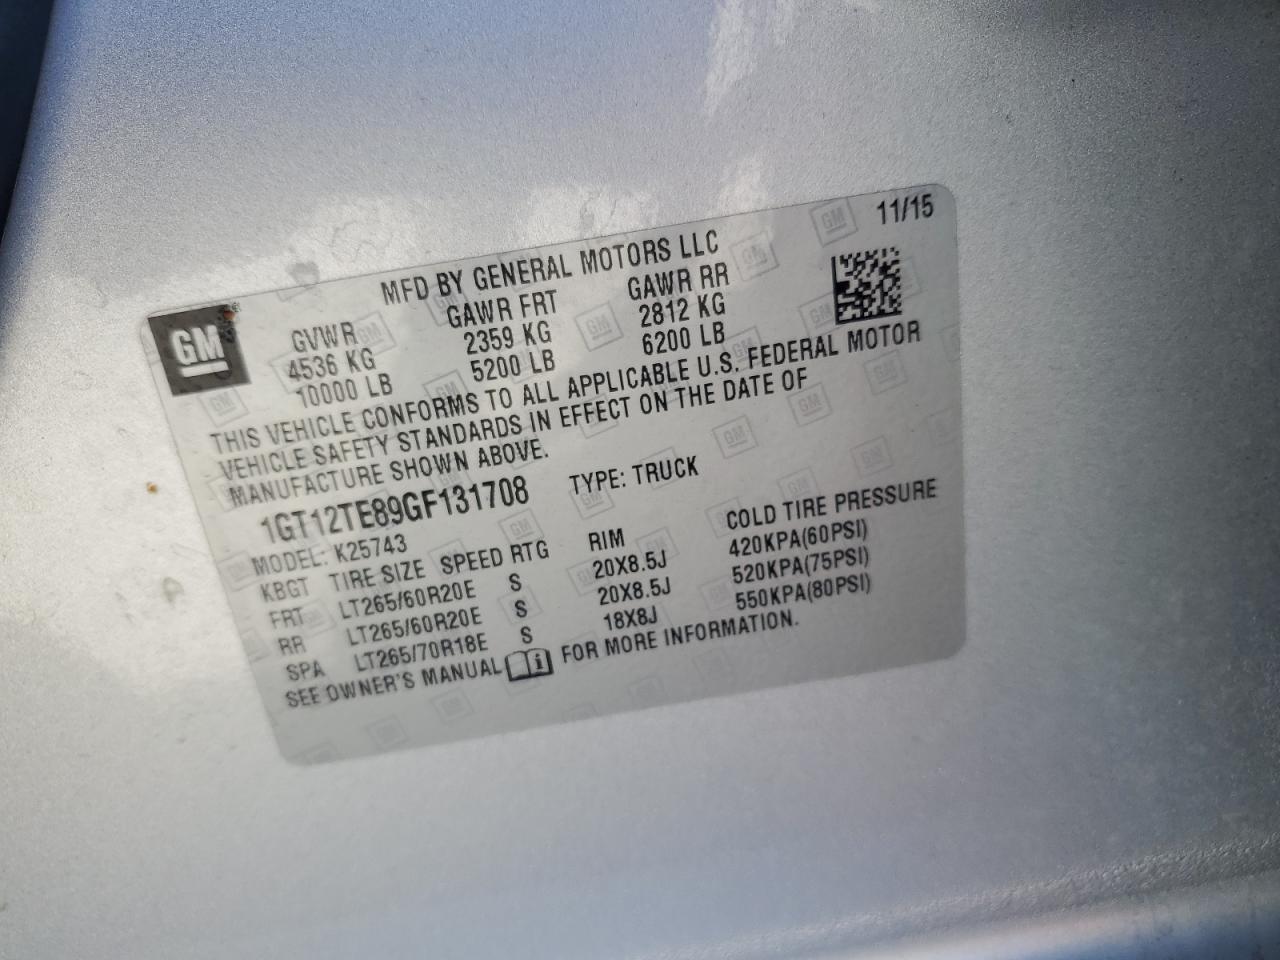 11/15
MFD BY GENERAL MOTORS LLC
GM
GVWR GAWR FRT GAWR RR
4536 KG 2359 KG 2812 KG
10000 LB 5200 LB 6200 LB
THIS VEHICLE CONFORMS TO ALL APPLICABLE U.S. FEDERAL MOTOR
VEHICLE SAFETY STANDARDS IN EFFECT ON THE DATE OF
MANUFACTURE SHOWN ABOVE.
1GT12TE89GF131708 TYPE: TRUCK
MODEL: K25743
KBGT TIRE SIZE SPEED RTG RIM COLD TIRE PRESSURE
FRT LT265/60R20E S 20X8.5J 420KPA(60PSI)
RR LT265/60R20E S 20X8.5J 520KPA(75PSI)
SPA LT265/70R18E S 18X8J 550KPA(80PSI)
SEE OWNER'S MANUAL i FOR MORE INFORMATION.